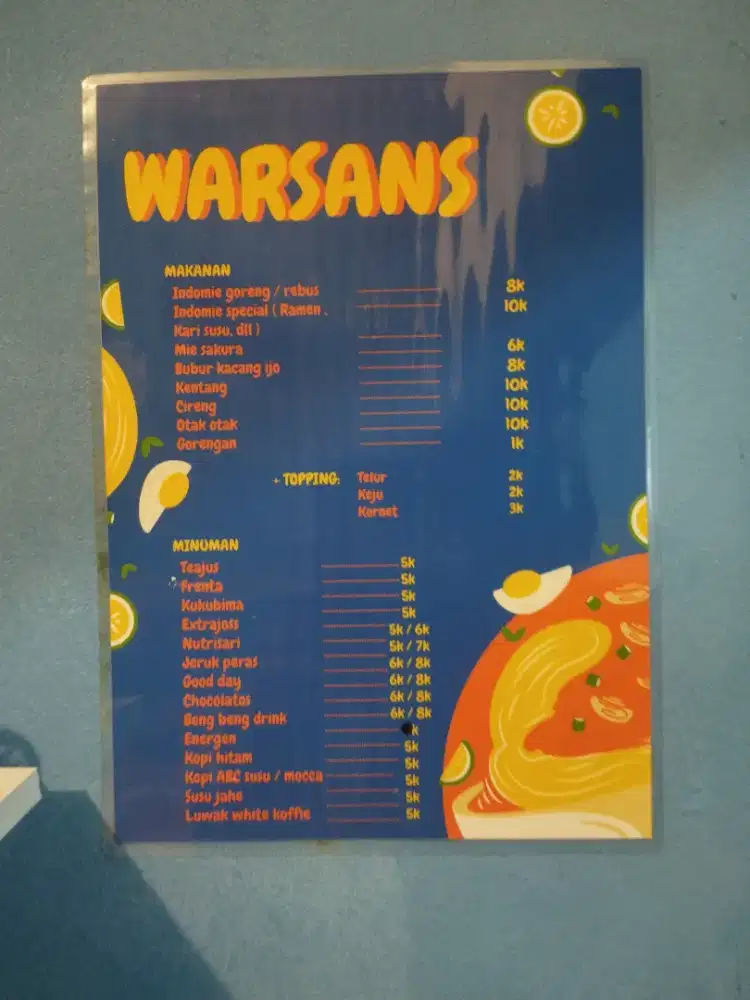 WARSANS
MAKANAN
Indomie goreng / rebus 8k
Indomie special ( Ramen , 10k
Kari susu, dll )
Mie sakura 6k
Bubur kacang ijo 8k
Kentang 10k
Cireng 10k
Otak otak 10k
Gorengan 1k
+ TOPPING: Telur 2k
Keju 2k
Kornet 3k
MINUMAN
Teajus
Frenta
Kukubima
Extrajoss
Nutrisari
Jeruk peras
Good day
Chocolatos
Beng beng drink
Energen
Kopi hitam
Kopi ABC susu / mocca
Susu jahe
Luwak white koffie
5k
5k
5k
5k
5k / 6k
5k / 7k
6k / 8k
6k / 8k
6k / 8k
6k / 8k
k
5k
5k
5k
5k
5k